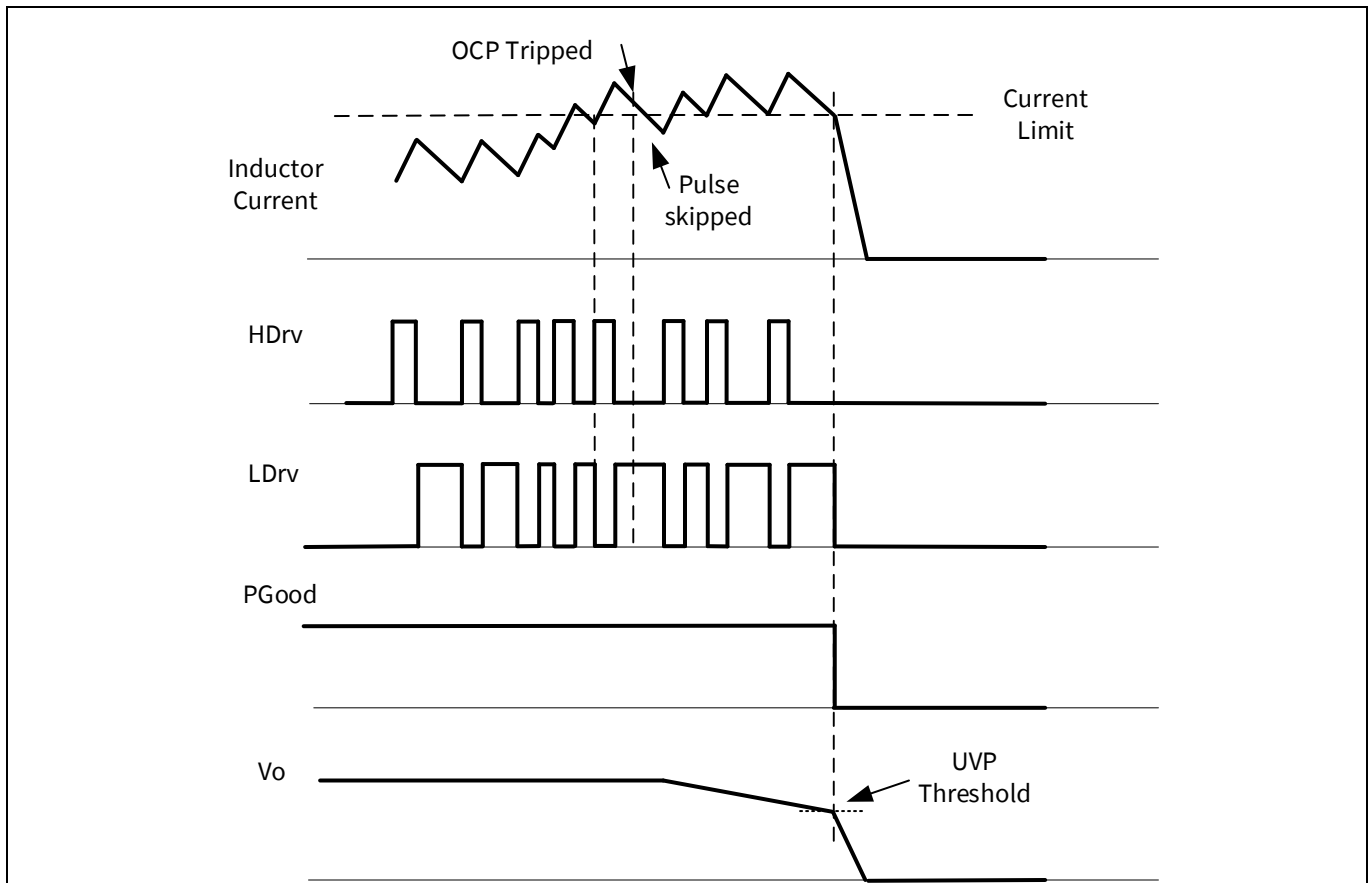 OCP Tripped
Current
Limit
Inductor
Current
Pulse
skipped
HDrv
LDrv
PGood
Vo
UVP
Threshold